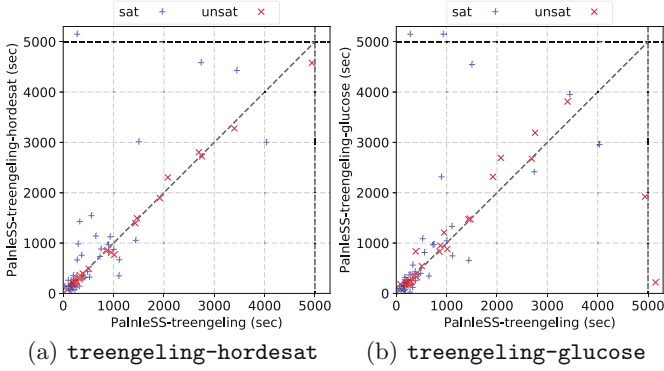 sat unsat
5000
4000
3000
2000
1000
0
0 1000 2000 3000 4000 5000
PaInleSS-treengeling-hordesat (sec)
PaInleSS-treengeling (sec)
(a) treengeling-hordesat
sat unsat
5000
4000
3000
2000
1000
0
0 1000 2000 3000 4000 5000
PaInleSS-treengeling-glucose (sec)
PaInleSS-treengeling (sec)
(b) treengeling-glucose